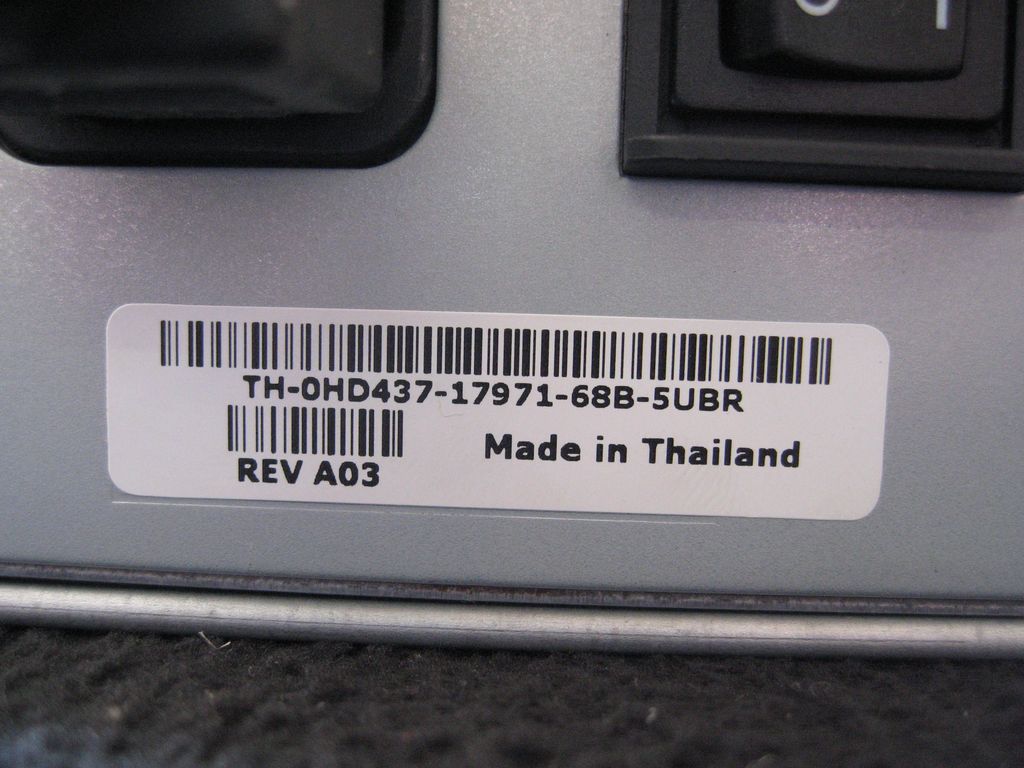 TH-0HD437-17971-68B-5UBR
REV A03
Made in Thailand